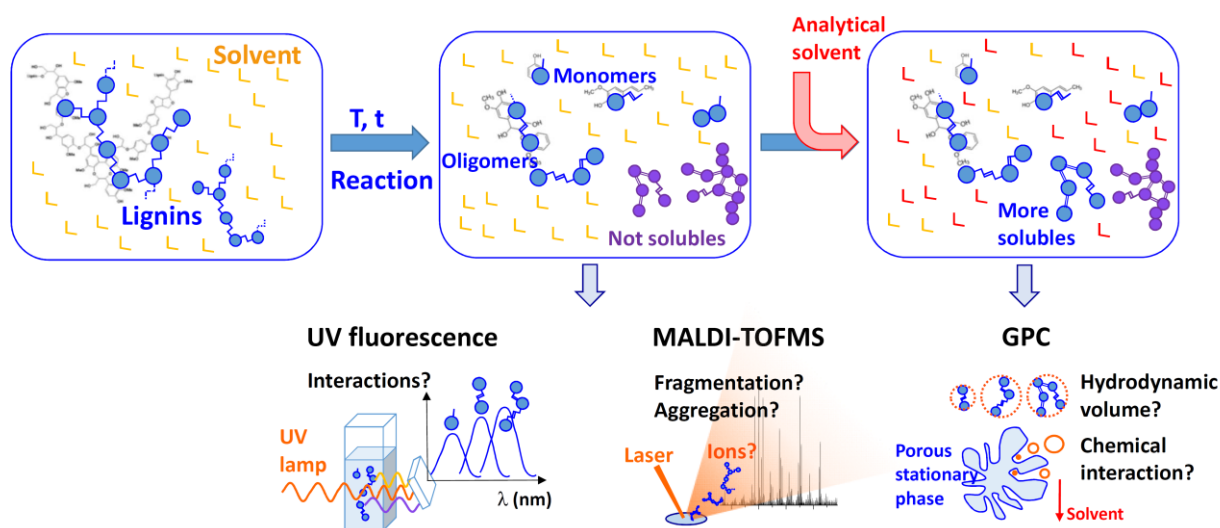 Solvent
Lignins
T, t
Reaction
Monomers
Oligomers
Not solubles
Analytical
solvent
More
solubles
UV fluorescence
Interactions?
UV
lamp
λ (nm)
MALDI-TOFMS
Fragmentation?
Aggregation?
Laser
Ions?
GPC
Hydrodynamic
volume?
Chemical
interaction?
Porous
stationary
phase
Solvent